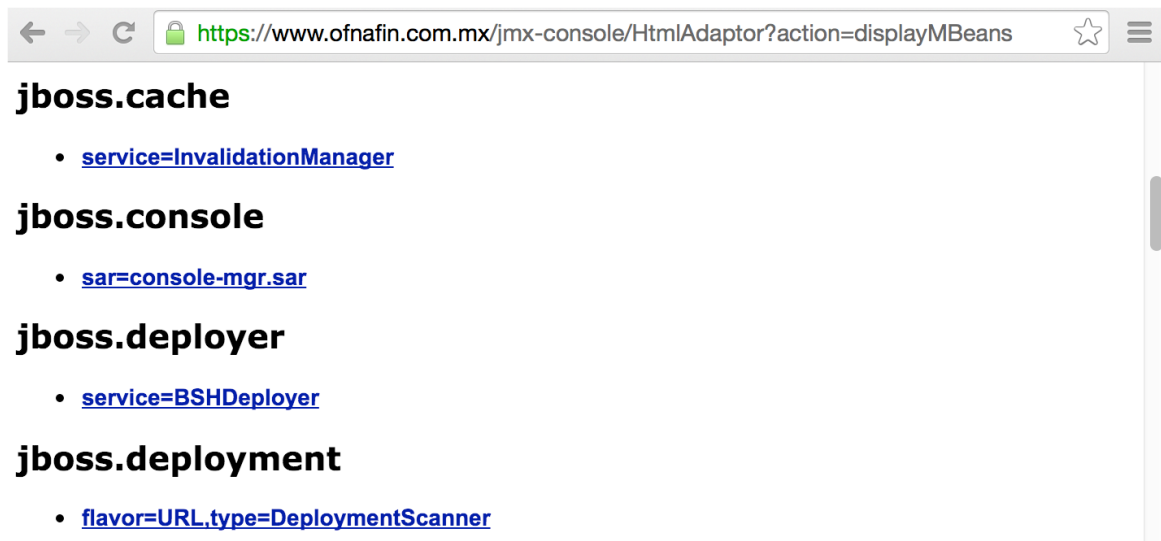 https://www.ofnafin.com.mx/jmx-console/HtmlAdaptor?action=displayMBeans
jboss.cache
service=InvalidationManager
jboss.console
sar=console-mgr.sar
jboss.deployer
service=BSHDeployer
jboss.deployment
flavor=URL,type=DeploymentScanner